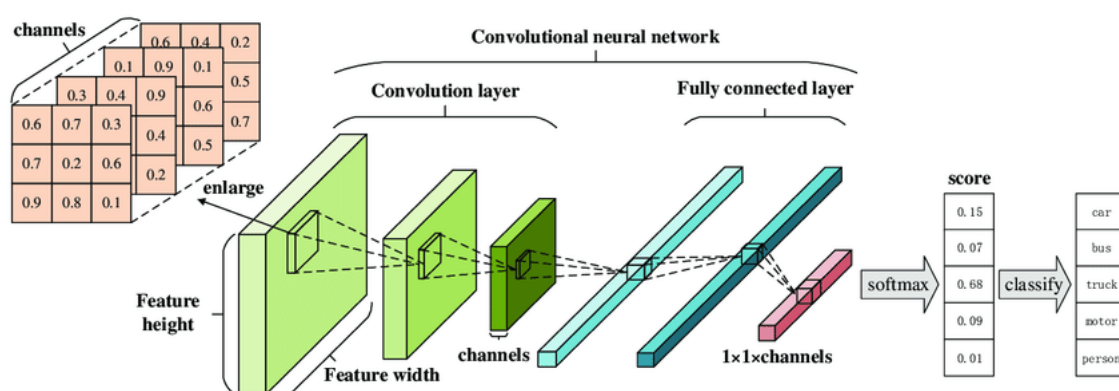 channels
0.6 0.4 0.2
0.1 0.9 0.1
0.5
0.3 0.4 0.9
0.6
0.7
0.6 0.7 0.3
0.4
0.5
0.7 0.2 0.6
0.2
0.9 0.8 0.1
enlarge
Convolutional neural network
Convolution layer
Fully connected layer
Feature
height
Feature width
channels
1×1×channels
softmax
score
0.15
0.07
0.68
0.09
0.01
classify
car
bus
truck
motor
person